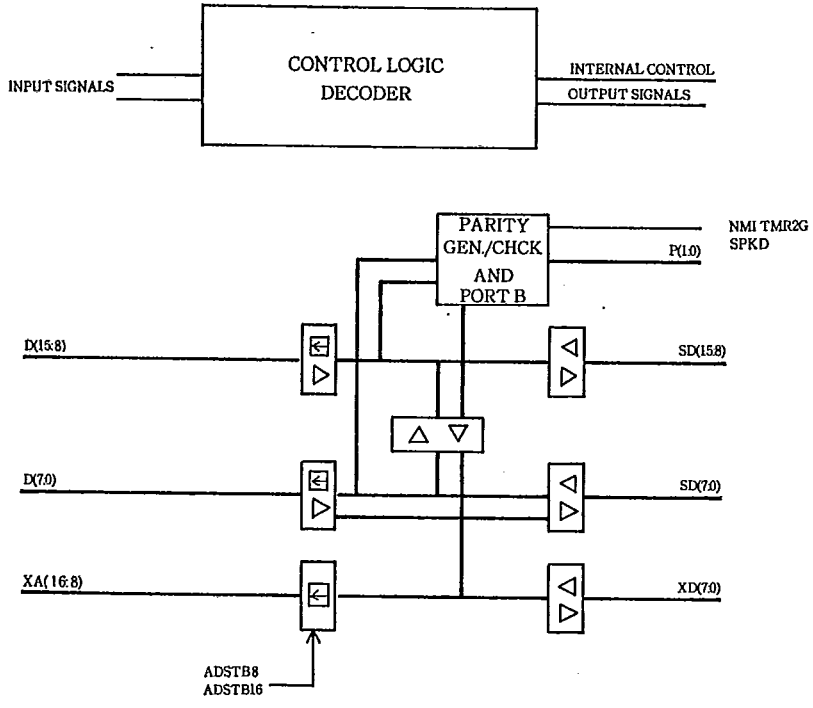 CONTROL LOGIC
DECODER
INPUT SIGNALS
INTERNAL CONTROL
OUTPUT SIGNALS
PARITY
GEN./CHCK
AND
PORT B
NMI TMR2G
SPKD
P(1:0)
D(15:8)
SD(15:8)
D(7:0)
SD(7:0)
XA(16:8)
XD(7:0)
ADSTB8
ADSTB16